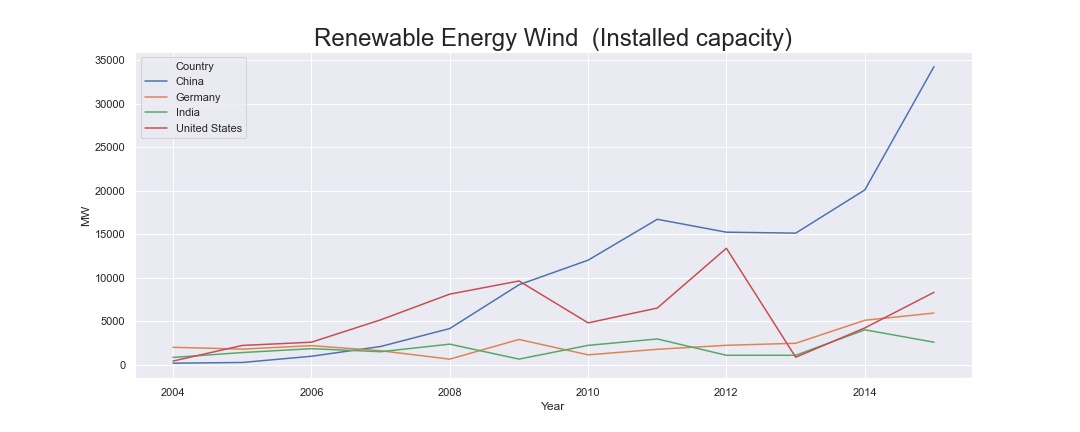 Renewable Energy Wind  (Installed capacity)
Country
China
Germany
India
United States
35000
30000
25000
20000
15000
10000
5000
0
MW
2004
2006
2008
2010
2012
2014
Year